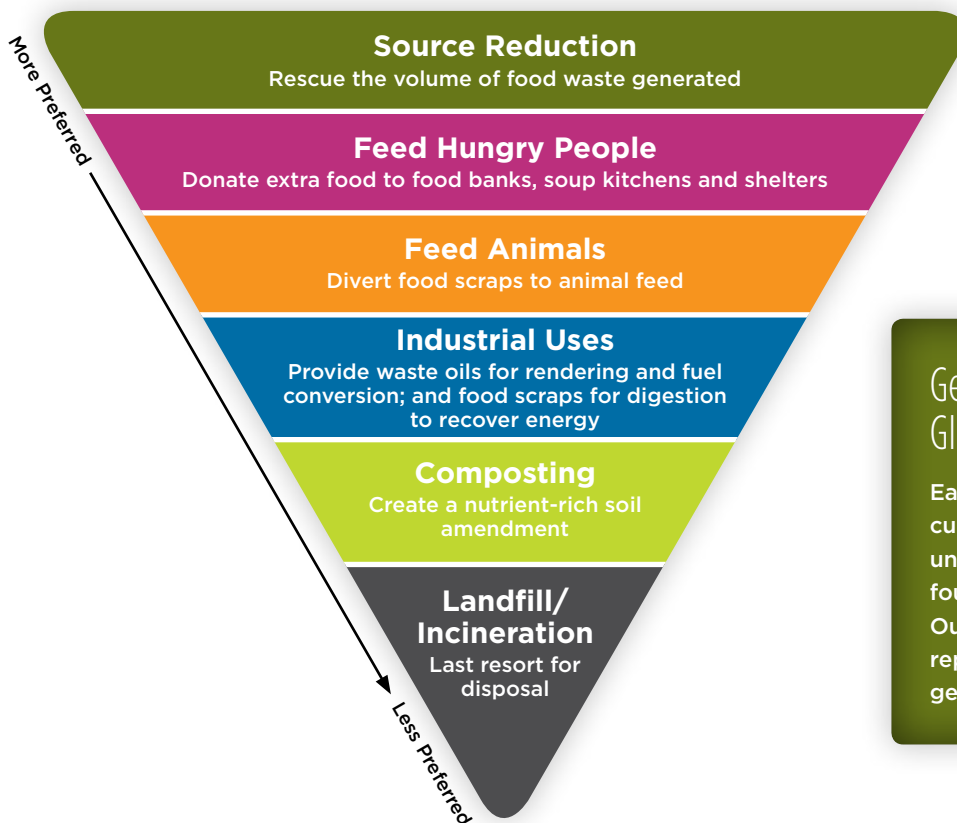 More Preferred
Source Reduction
Rescue the volume of food waste generated
Feed Hungry People
Donate extra food to food banks, soup kitchens and shelters
Feed Animals
Divert food scraps to animal feed
Industrial Uses
Provide waste oils for rendering and fuel
conversion; and food scraps for digestion
to recover energy
Composting
Create a nutrient-rich soil
amendment
Landfill/
Incineration
Last resort for
disposal
Less Preferred